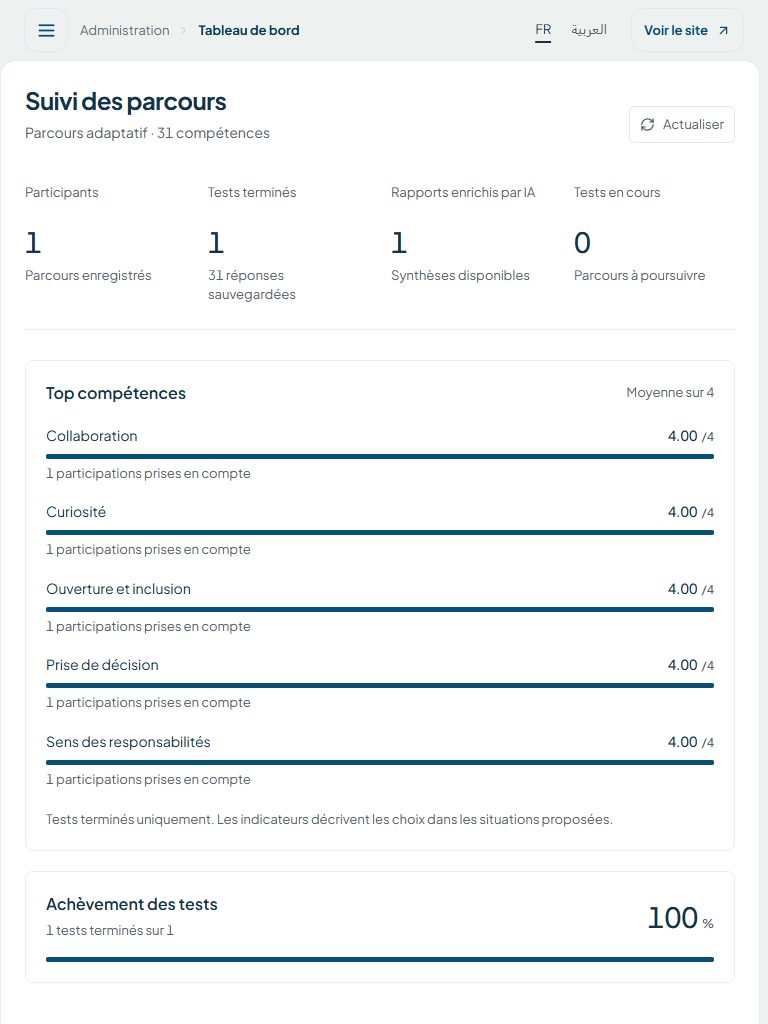 Administration
Tableau de bord
FR
العربية
Voir le site
Suivi des parcours
Parcours adaptatif · 31 compétences
Actualiser
Participants
1
Parcours enregistrés
Tests terminés
1
31 réponses
sauvegardées
Rapports enrichis par IA
1
Synthèses disponibles
Tests en cours
0
Parcours à poursuivre
Top compétences
Moyenne sur 4
Collaboration
4.00 /4
1 participations prises en compte
Curiosité
4.00 /4
1 participations prises en compte
Ouverture et inclusion
4.00 /4
1 participations prises en compte
Prise de décision
4.00 /4
1 participations prises en compte
Sens des responsabilités
4.00 /4
1 participations prises en compte
Tests terminés uniquement. Les indicateurs décrivent les choix dans les situations proposées.
Achèvement des tests
1 tests terminés sur 1
100 %